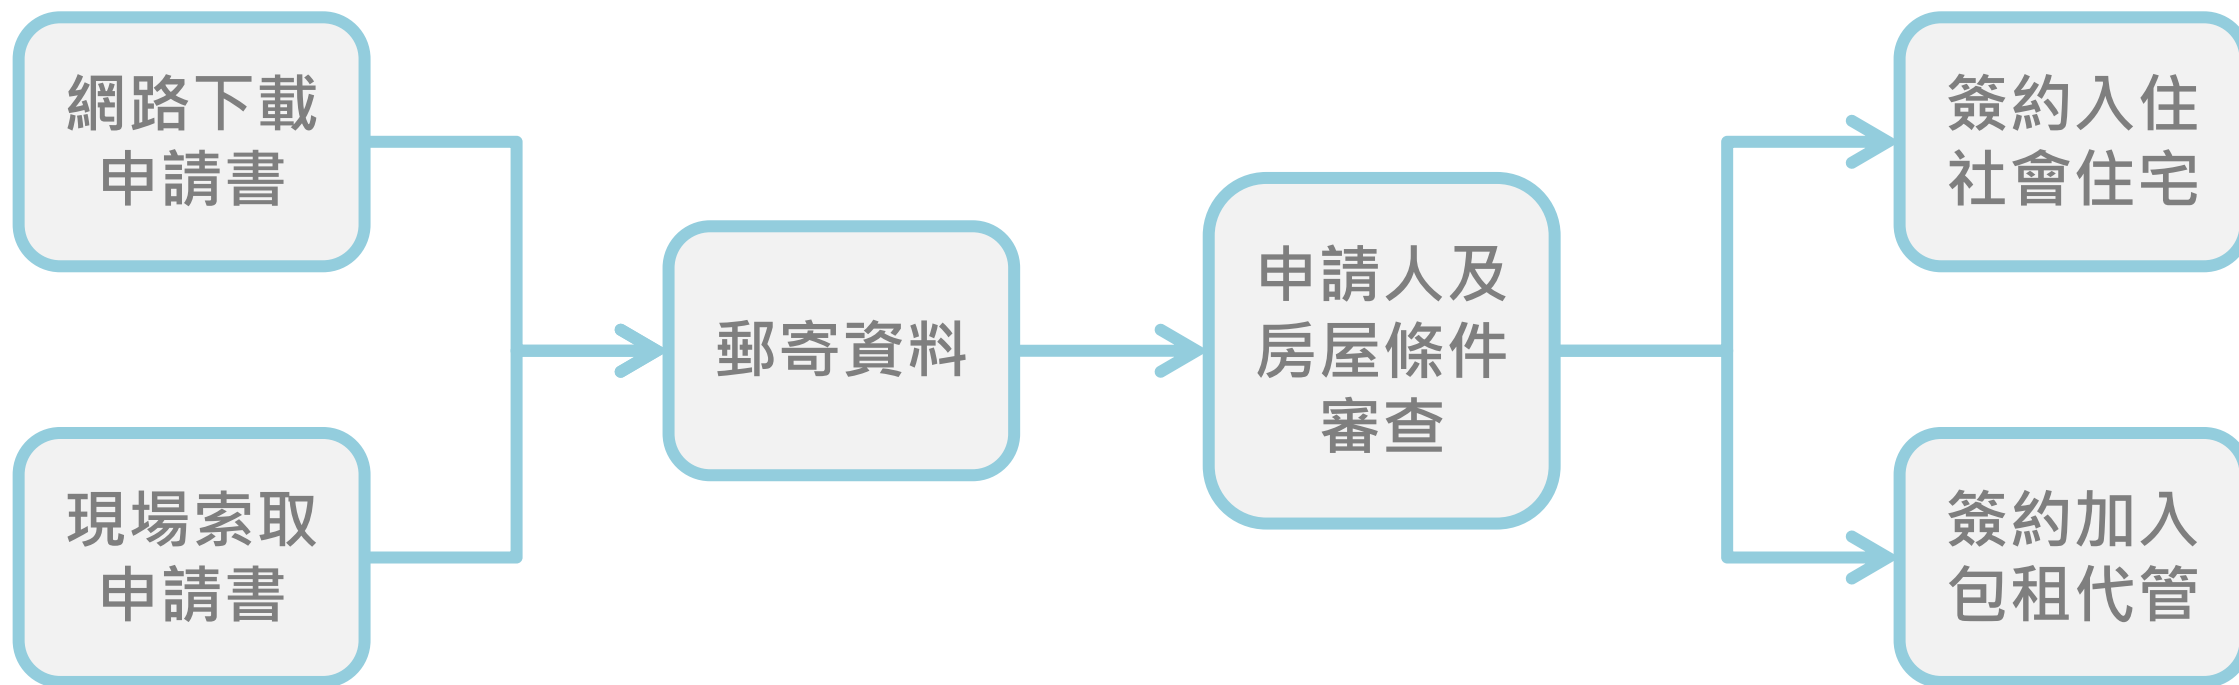 網路下載
申請書
現場索取
申請書
郵寄資料
申請人及
房屋條件
審查
簽約入住
社會住宅
簽約加入
包租代管